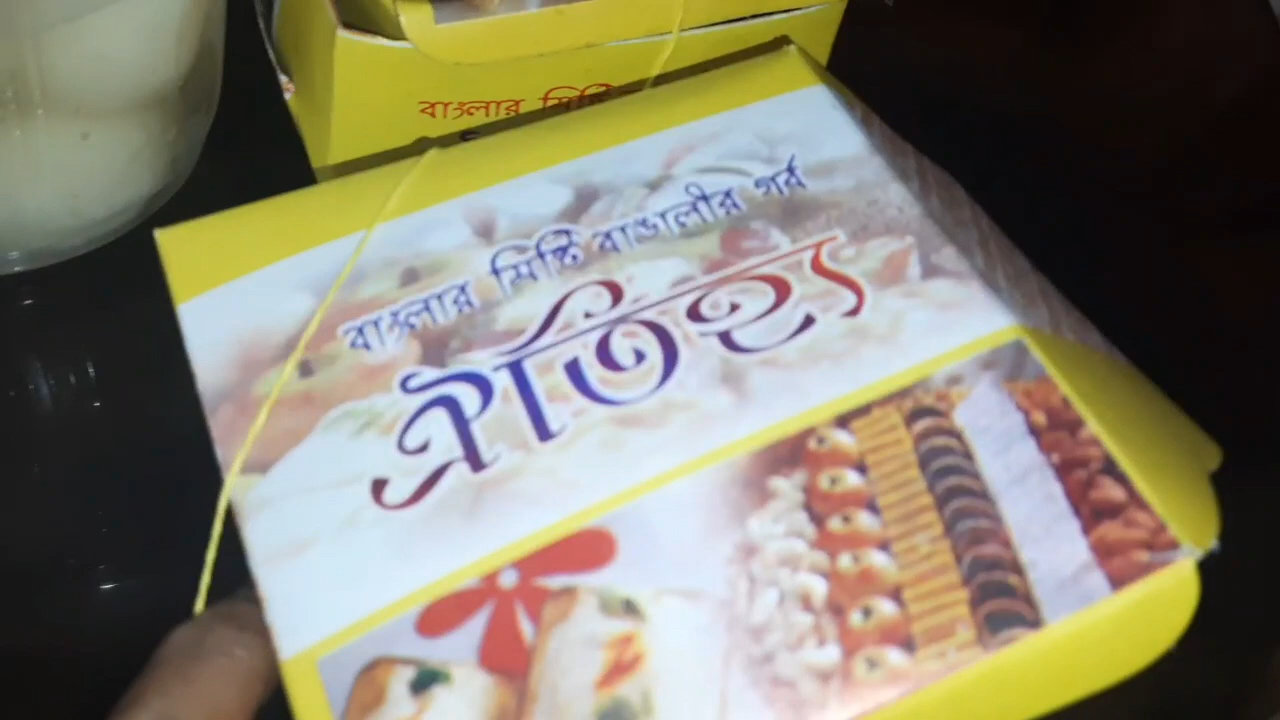 বাংলার মিষ্টি
বাংলার মিষ্টি বাঙালীর গর্ব
ঐতিহ্য